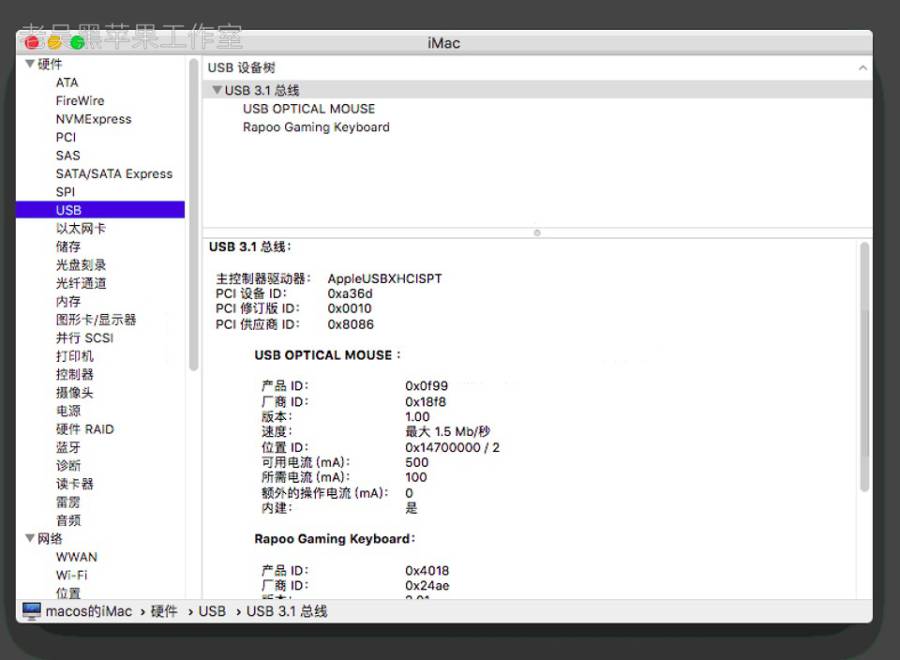 老吴黑苹果工作室
iMac
硬件
ATA
FireWire
NVMExpress
PCI
SAS
SATA/SATA Express
SPI
USB
以太网卡
储存
光盘刻录
光纤通道
内存
图形卡/显示器
并行 SCSI
打印机
控制器
摄像头
电源
硬件 RAID
蓝牙
诊断
读卡器
雷雳
音频
网络
WWAN
Wi-Fi
位置
USB 设备树
USB 3.1 总线
USB OPTICAL MOUSE
Rapoo Gaming Keyboard
USB 3.1 总线：
主控制器驱动器： AppleUSBXHCISPT
PCI 设备 ID： 0xa36d
PCI 修订版 ID： 0x0010
PCI 供应商 ID： 0x8086
USB OPTICAL MOUSE：
产品 ID： 0x0f99
厂商 ID： 0x18f8
版本： 1.00
速度： 最大 1.5 Mb/秒
位置 ID： 0x14700000 / 2
可用电流 (mA)： 500
所需电流 (mA)： 100
额外的操作电流 (mA)： 0
内建： 是
Rapoo Gaming Keyboard：
产品 ID： 0x4018
厂商 ID： 0x24ae
macos的iMac › 硬件 › USB › USB 3.1 总线